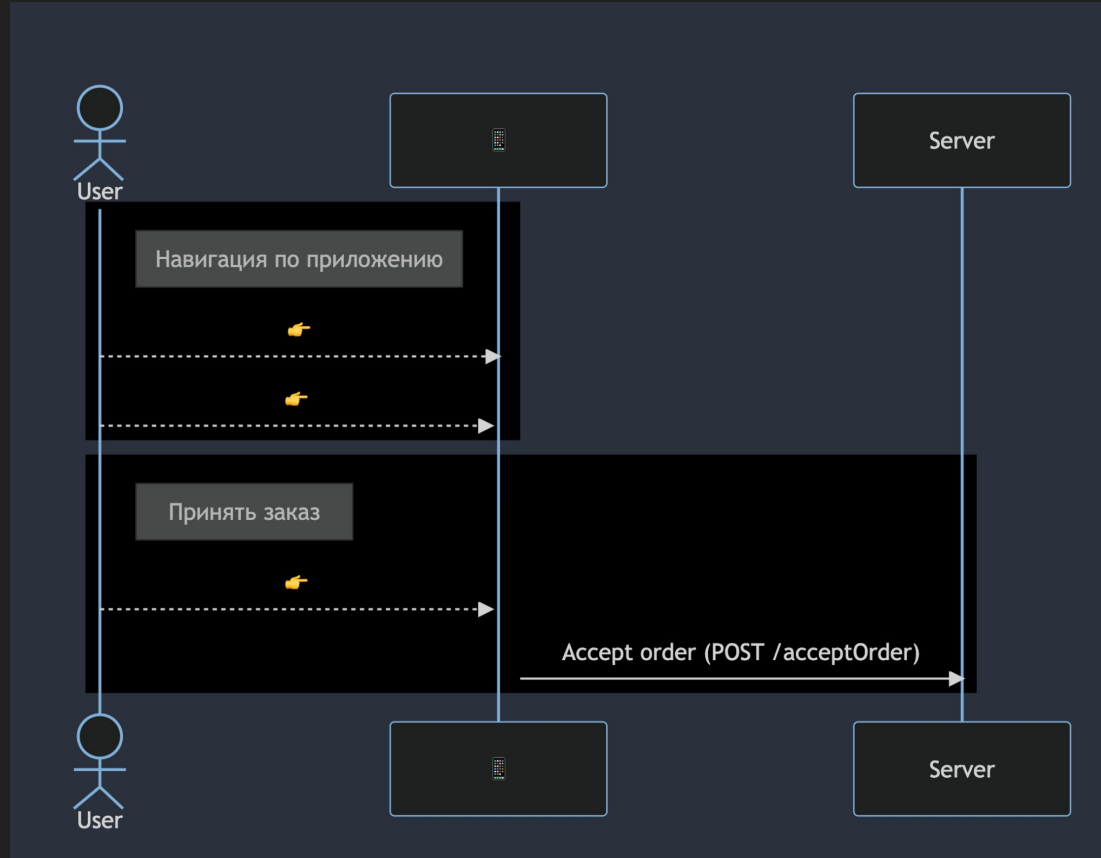 Server
User
Навигация по приложению
Принять заказ
Accept order (POST /acceptOrder)
Server
User